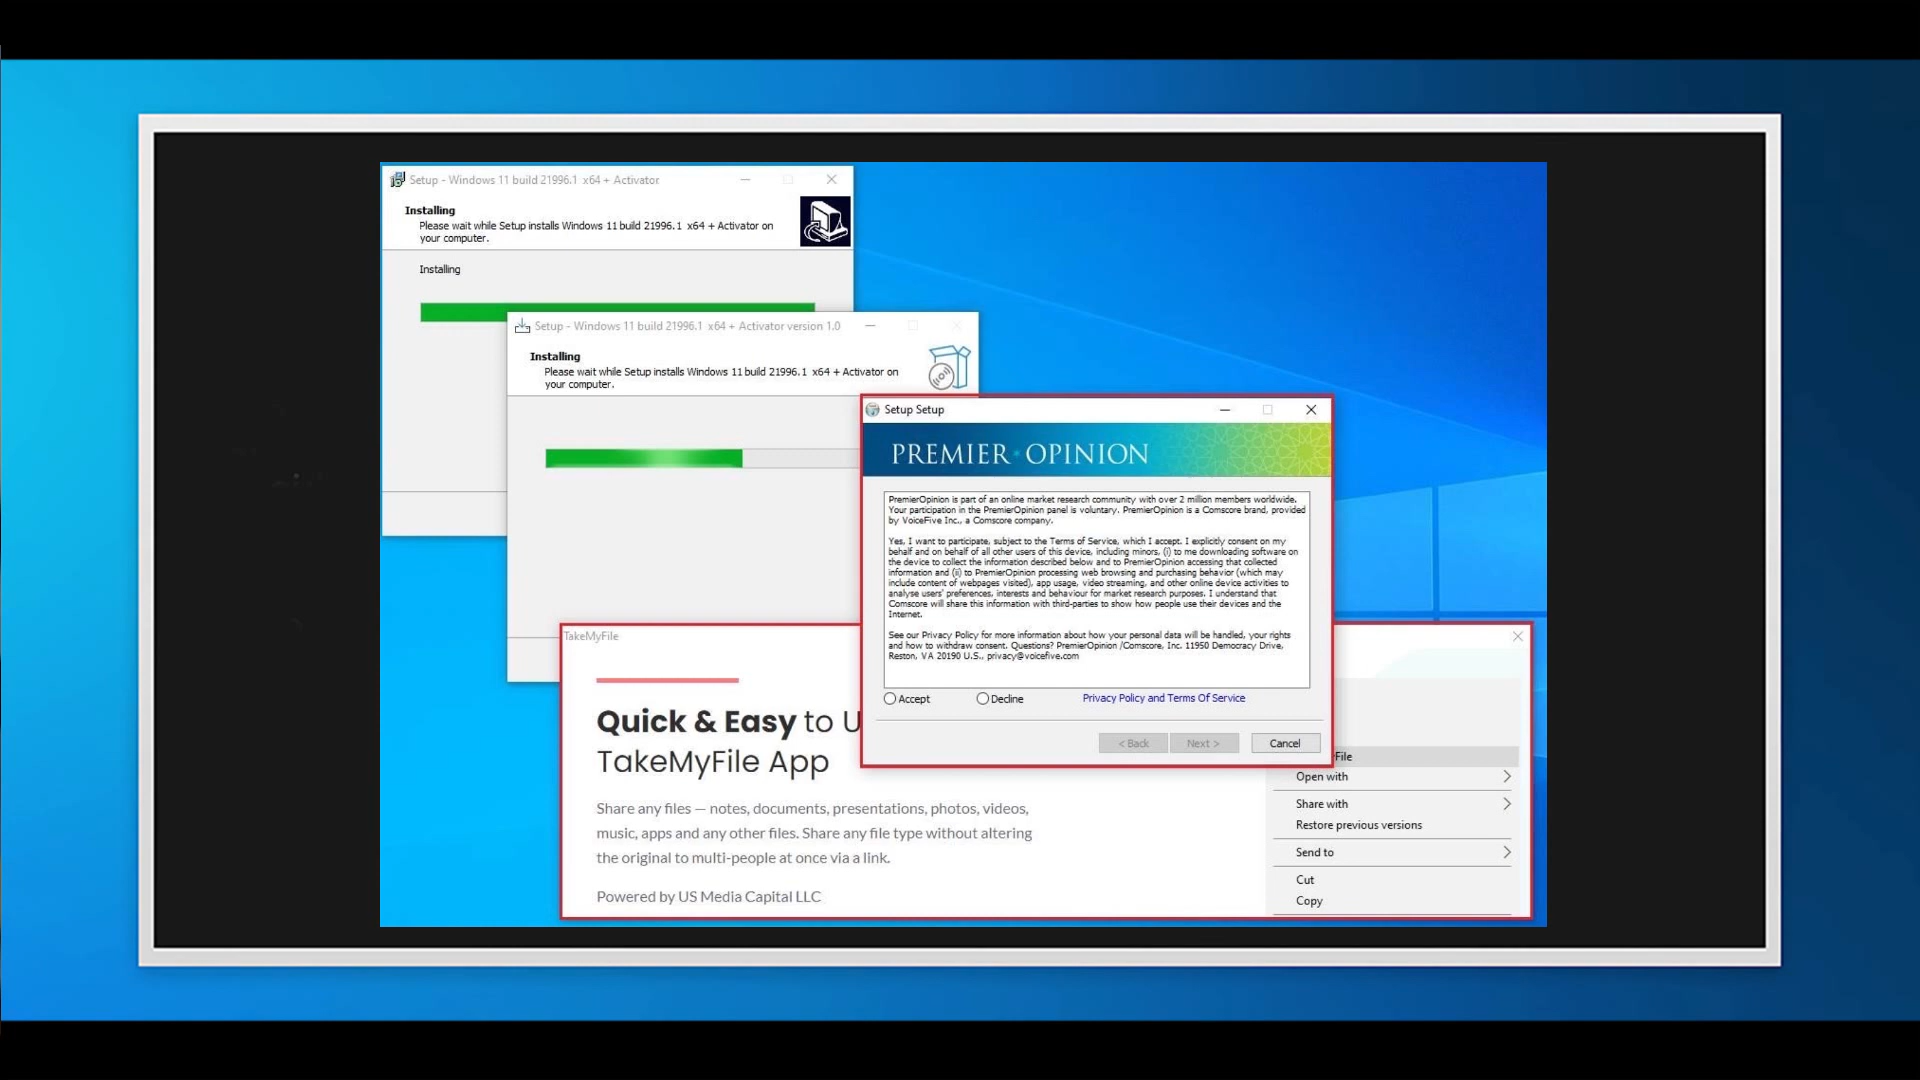 Setup - Windows 11 build 21996.1 x64 + Activator
Installing
Please wait while Setup installs Windows 11 build 21996.1 x64 + Activator on
your computer.
Installing
Setup - Windows 11 build 21996.1 x64 + Activator version 1.0
Installing
Please wait while Setup installs Windows 11 build 21996.1 x64 + Activator on
your computer.
Setup Setup
PREMIER OPINION
PremierOpinion is part of an online market research community with over 2 million members worldwide.
Your participation in the PremierOpinion panel is voluntary. PremierOpinion is a Comscore brand, provided
by VoiceFive Inc., a Comscore company.
Yes, I want to participate, subject to the Terms of Service, which I accept. I explicitly consent on my
behalf and on behalf of all other users of this device, including minors, (i) to me downloading software on
the device to collect the information described below and to PremierOpinion accessing that collected
information and (ii) to PremierOpinion processing web browsing and purchasing behavior (which may
include content of webpages visited), app usage, video streaming, and other online device activities to
analyse users' preferences, interests and behaviour for market research purposes. I understand that
Comscore will share this information with third-parties to show how people use their devices and the
Internet.
See our Privacy Policy for more information about how your personal data will be handled, your rights
and how to withdraw consent. Questions? PremierOpinion /Comscore, Inc. 11950 Democracy Drive,
Reston, VA 20190 U.S., privacy@voicefive.com
Accept
Decline
Privacy Policy and Terms Of Service
< Back
Next >
Cancel
TakeMyFile
Quick & Easy to U
TakeMyFile App
Share any files — notes, documents, presentations, photos, videos,
music, apps and any other files. Share any file type without altering
the original to multi-people at once via a link.
Powered by US Media Capital LLC
File
Open with
Share with
Restore previous versions
Send to
Cut
Copy